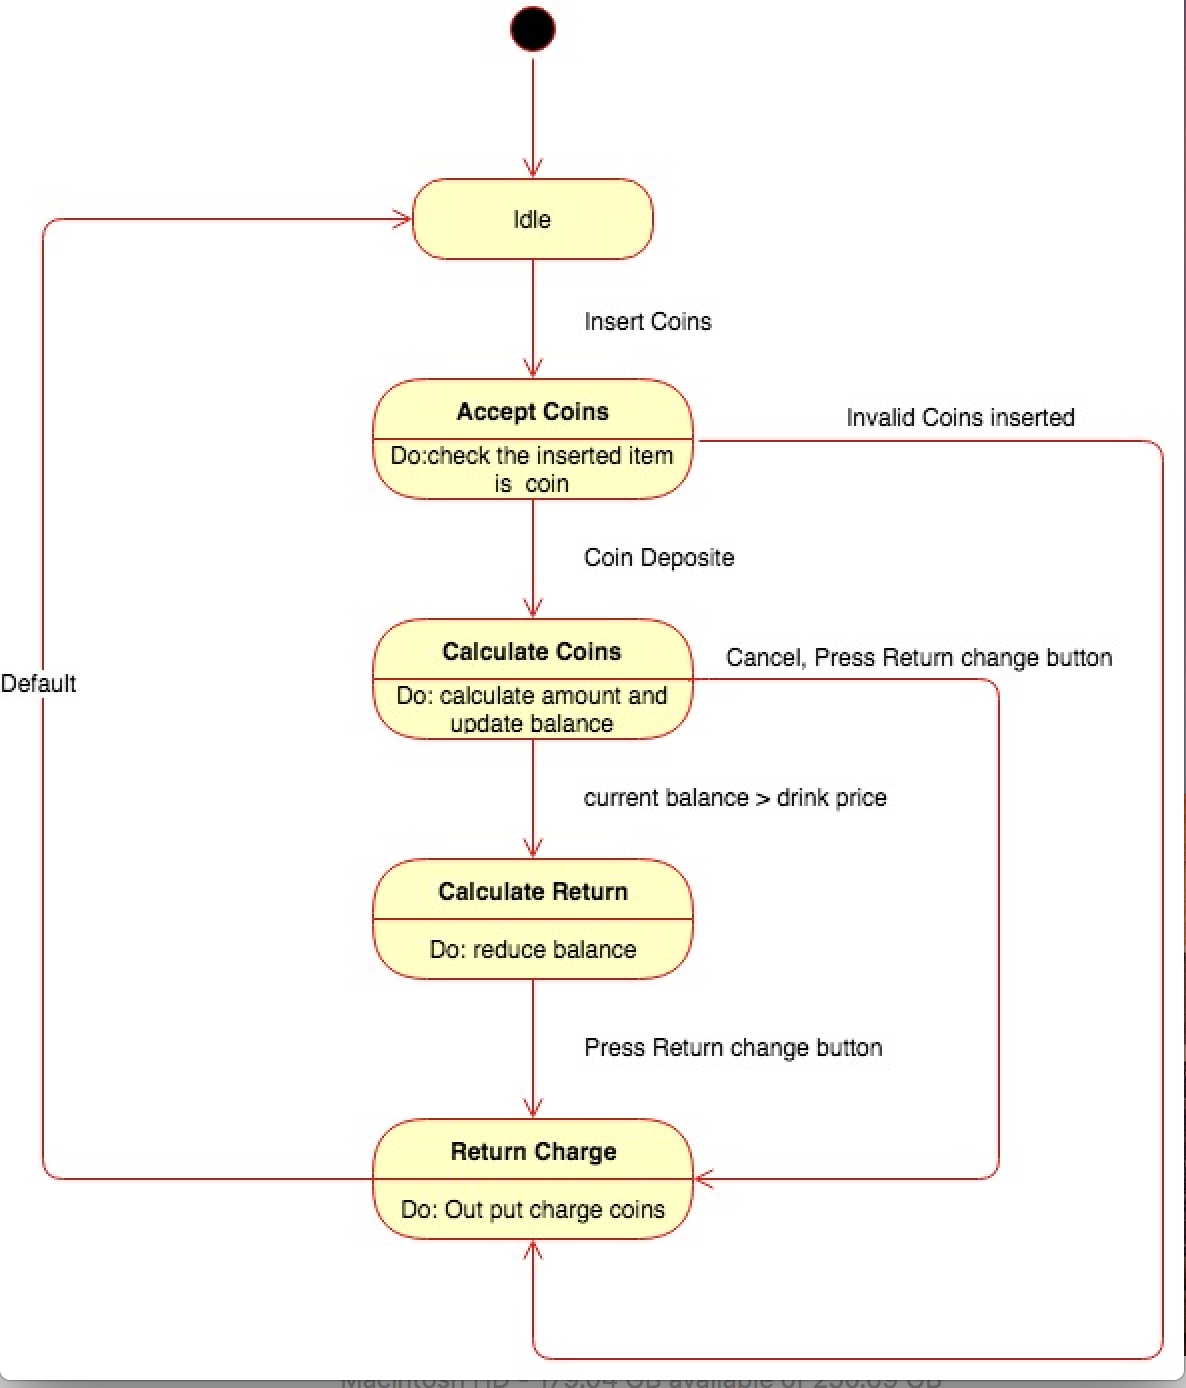 Idle
Insert Coins
Accept Coins
Invalid Coins inserted
Do:check the inserted item
is coin
Coin Deposite
Calculate Coins
Cancel, Press Return change button
Do: calculate amount and
update balance
Default
current balance > drink price
Calculate Return
Do: reduce balance
Press Return change button
Return Charge
Do: Out put charge coins